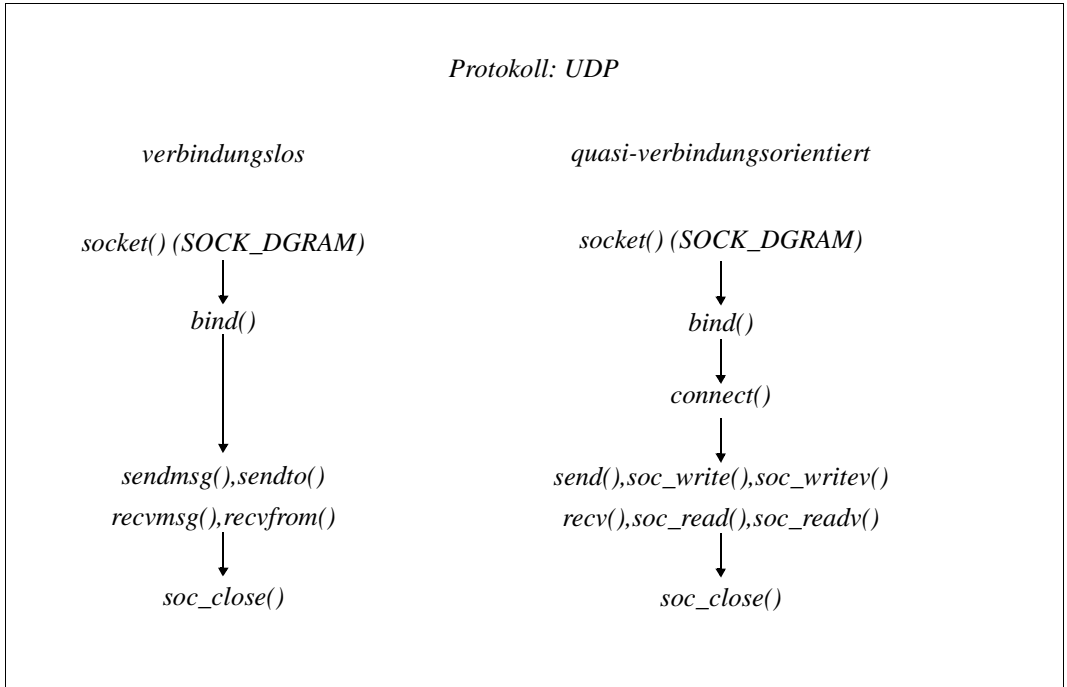 Protokoll: UDP
verbindungslos
socket() (SOCK_DGRAM)
bind()
sendmsg(),sendto()
recvmsg(),recvfrom()
soc_close()
quasi-verbindungsorientiert
socket() (SOCK_DGRAM)
bind()
connect()
send(),soc_write(),soc_writev()
recv(),soc_read(),soc_readv()
soc_close()